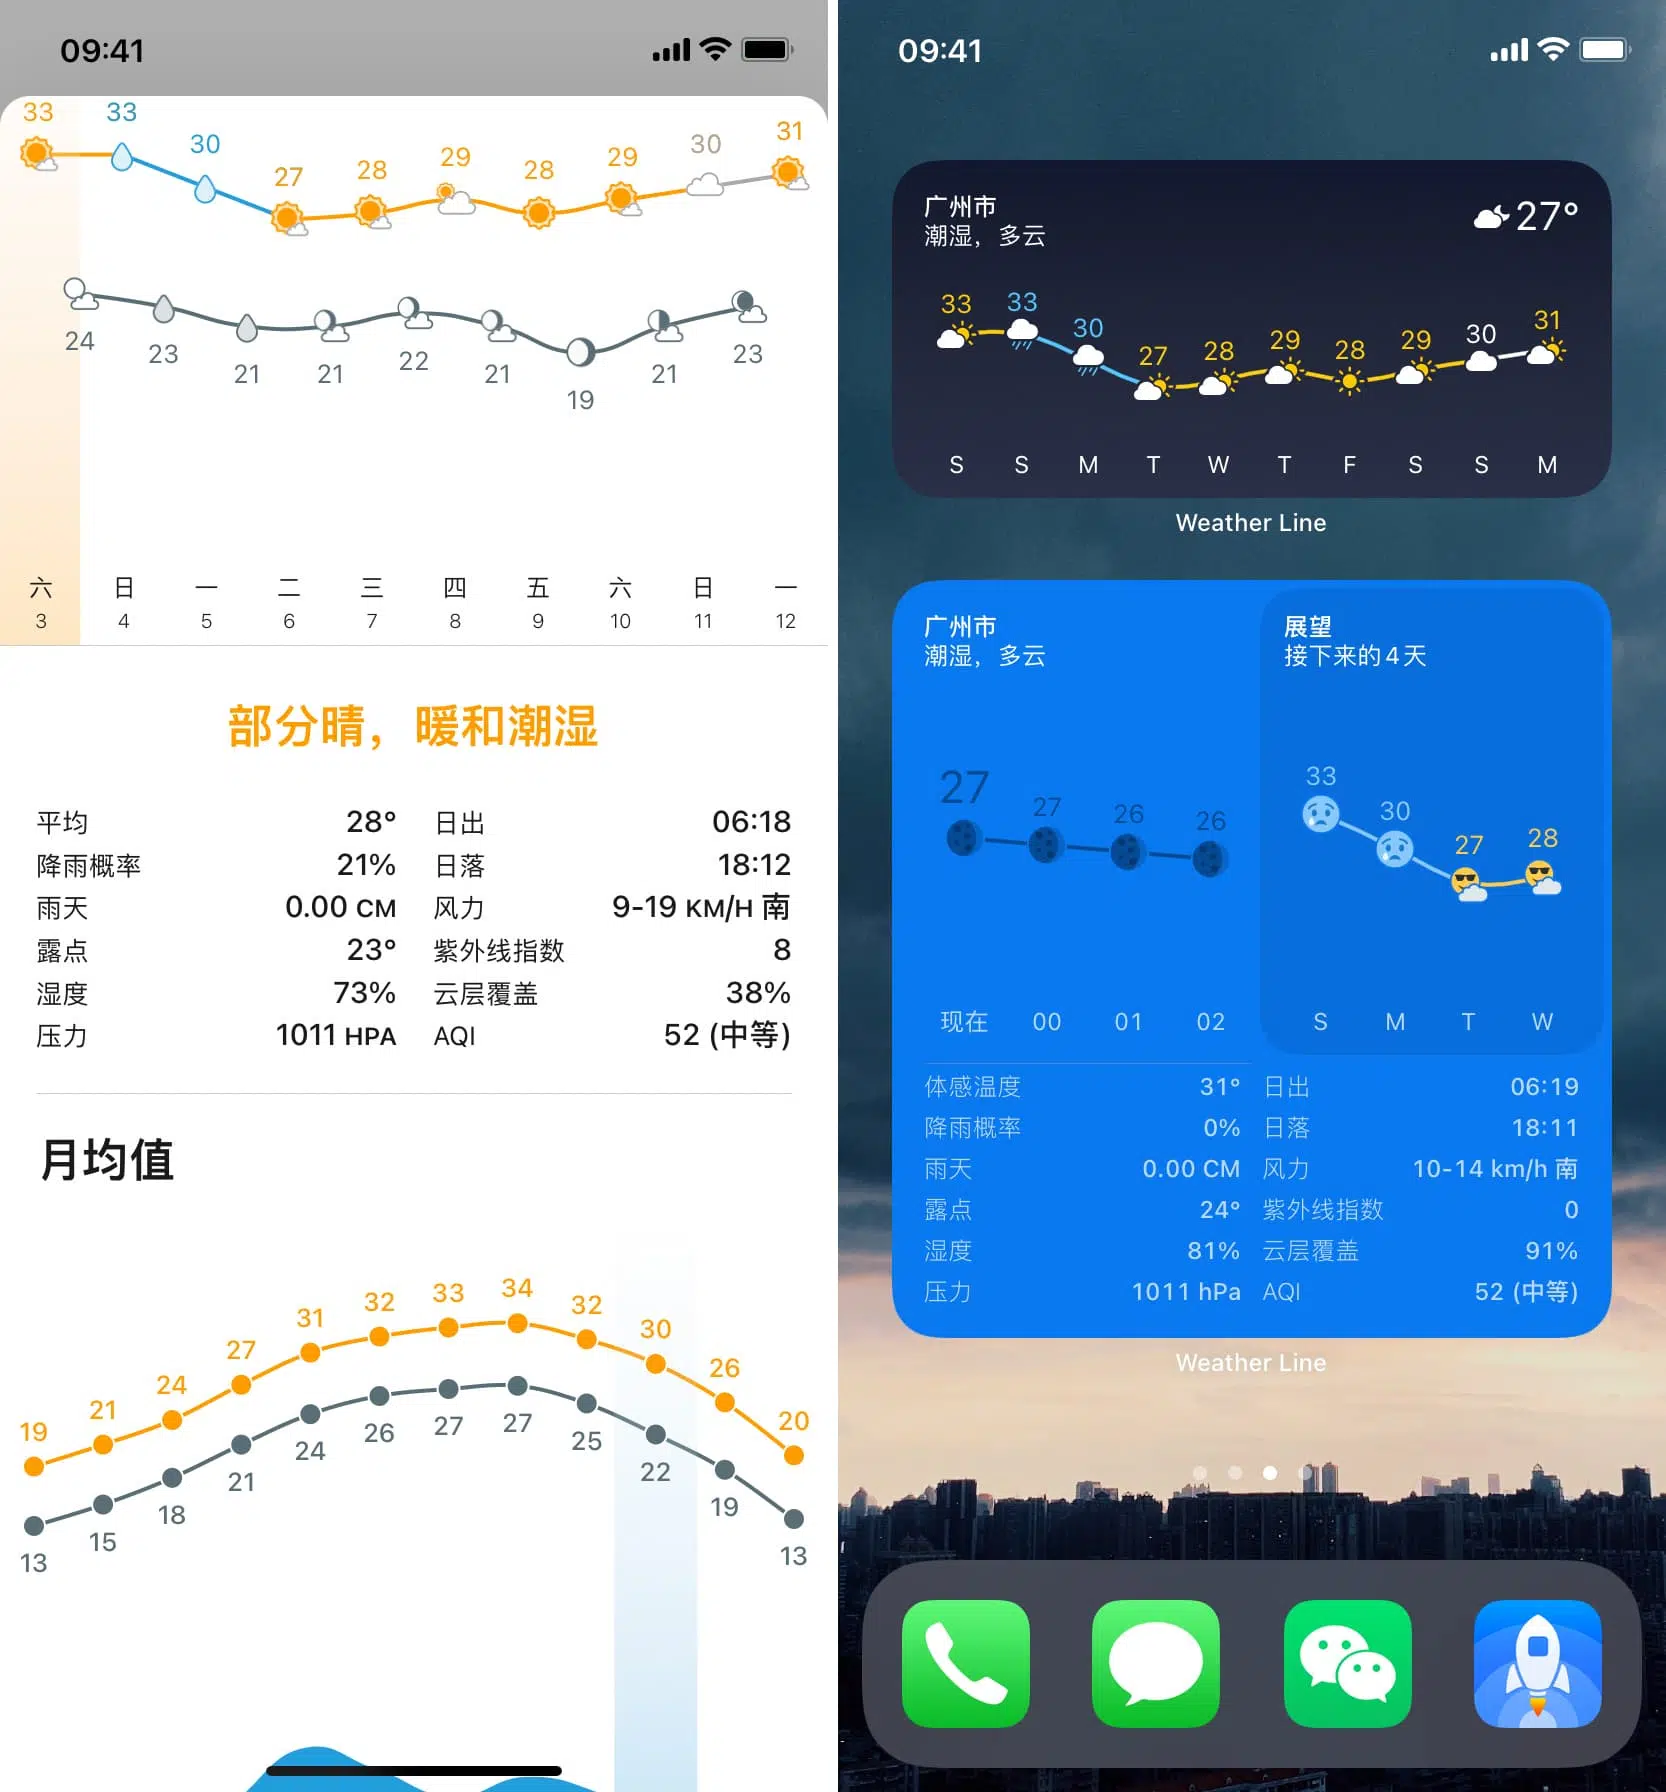 09:41
33 33 30 27 28 29 28 29 30 31
24 23 21 21 22 21 19 21 23
六 日 一 二 三 四 五 六 日 一
3 4 5 6 7 8 9 10 11 12
部分晴，暖和潮湿
平均 28° 日出 06:18
降雨概率 21% 日落 18:12
雨天 0.00 CM 风力 9-19 KM/H 南
露点 23° 紫外线指数 8
湿度 73% 云层覆盖 38%
压力 1011 HPA AQI 52 (中等)
月均值
19 21 24 27 31 32 33 34 32 30 26 20
13 15 18 21 24 26 27 27 25 22 19 13
09:41
广州市
潮湿，多云
27°
33 33 30 27 28 29 28 29 30 31
S S M T W T F S S M
Weather Line
广州市
潮湿，多云
27 27 26 26
现在 00 01 02
展望
接下来的4天
33 30 27 28
S M T W
体感温度 31° 日出 06:19
降雨概率 0% 日落 18:11
雨天 0.00 CM 风力 10-14 km/h 南
露点 24° 紫外线指数 0
湿度 81% 云层覆盖 91%
压力 1011 hPa AQI 52 (中等)
Weather Line